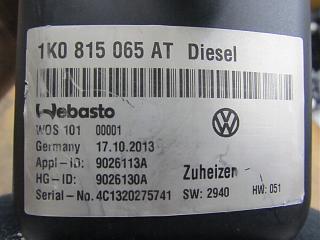 1K0 815 065 AT Diesel
Webasto
WOS 101 00001
Germany 17.10.2013
Appl-ID: 9026113A
HG-ID: 9026130A Zuheizer
Serial-No. 4C1320275741 SW: 2940 HW: 051